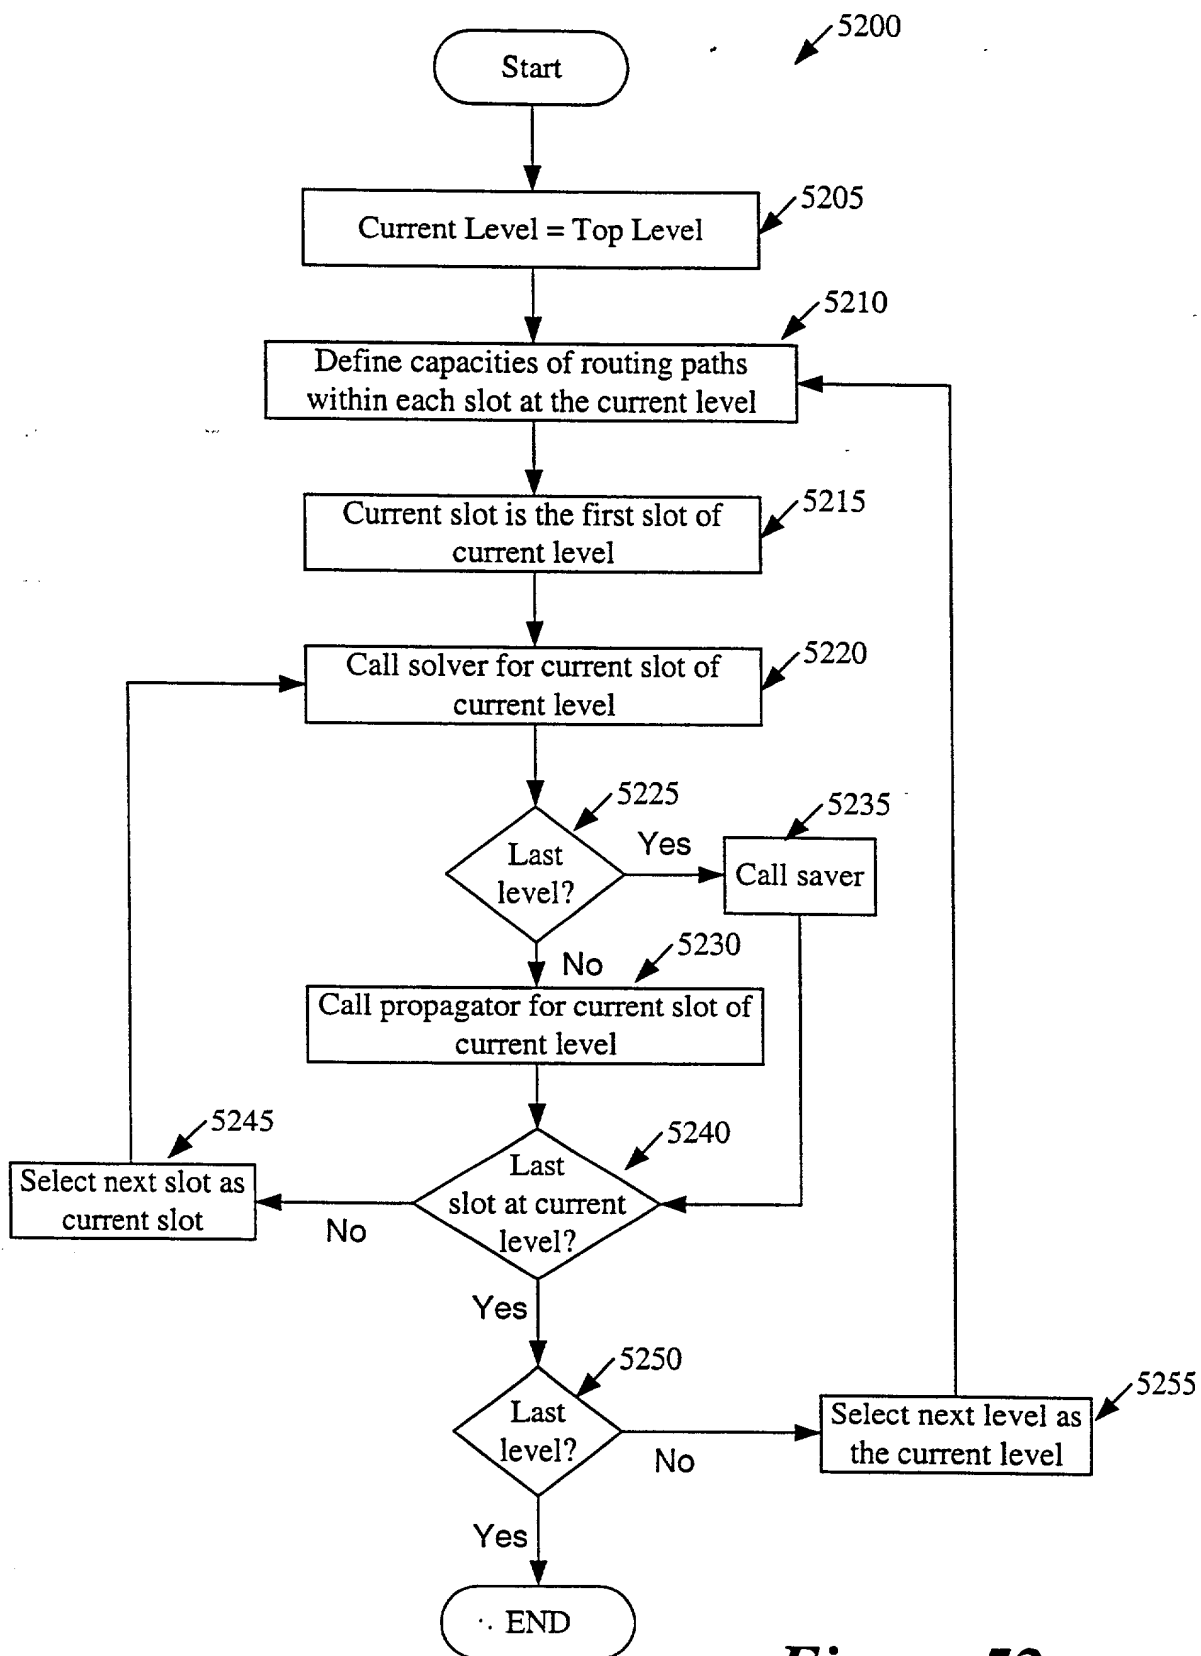 5200
Start
5205
Current Level = Top Level
5210
Define capacities of routing paths
within each slot at the current level
5215
Current slot is the first slot of
current level
5220
Call solver for current slot of
current level
5225
Last
level?
Yes
5235
Call saver
No
5230
Call propagator for current slot of
current level
5240
Last
slot at current
level?
5245
Select next slot as
current slot
No
Yes
5250
Last
level?
No
5255
Select next level as
the current level
Yes
END